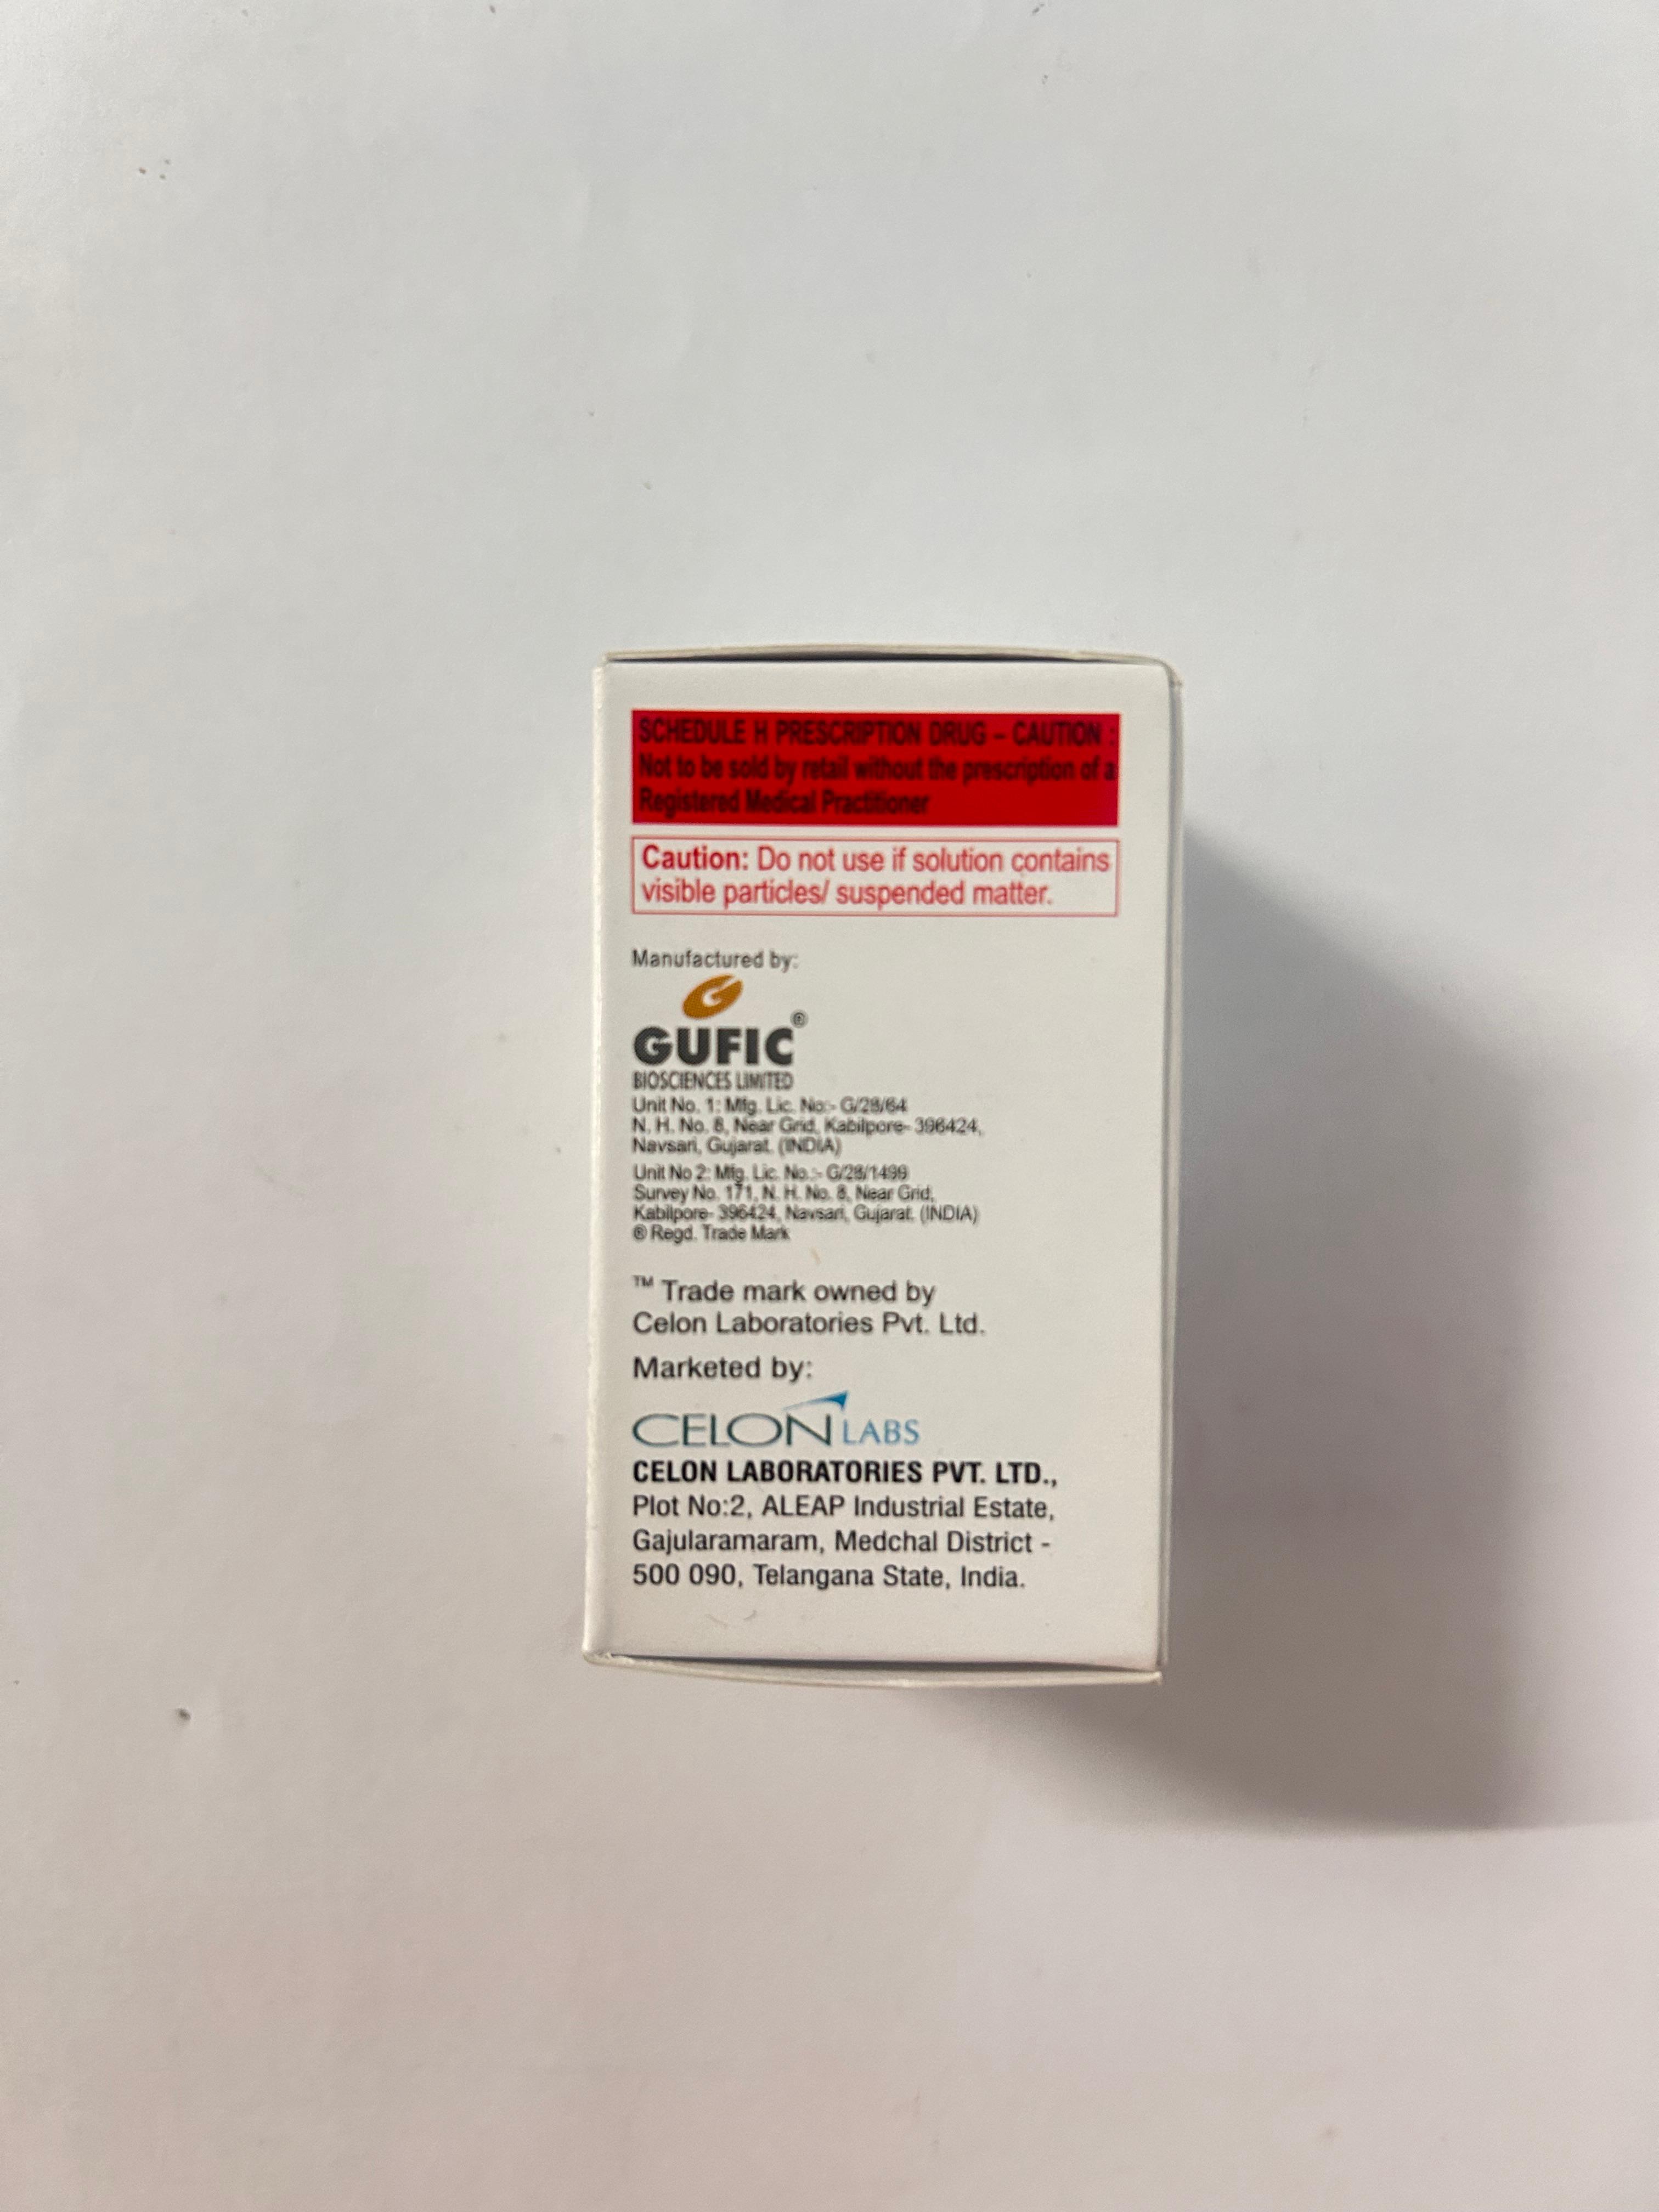 SCHEDULE H PRESCRIPTION DRUG – CAUTION :
Not to be sold by retail without the prescription of a
Registered Medical Practitioner
Caution: Do not use if solution contains
visible particles/ suspended matter.
Manufactured by:
G
GUFIC®
BIOSCIENCES LIMITED
Unit No. 1: Mfg. Lic. No:- G/28/64
N. H. No. 8, Near Grid, Kabilpore- 396424,
Navsari, Gujarat. (INDIA)
Unit No 2: Mfg. Lic. No.:- G/28/1499
Survey No. 171, N. H. No. 8, Near Grid,
Kabilpore- 396424, Navsari, Gujarat. (INDIA)
® Regd. Trade Mark
™ Trade mark owned by
Celon Laboratories Pvt. Ltd.
Marketed by:
CELON LABS
CELON LABORATORIES PVT. LTD.,
Plot No:2, ALEAP Industrial Estate,
Gajularamaram, Medchal District -
500 090, Telangana State, India.